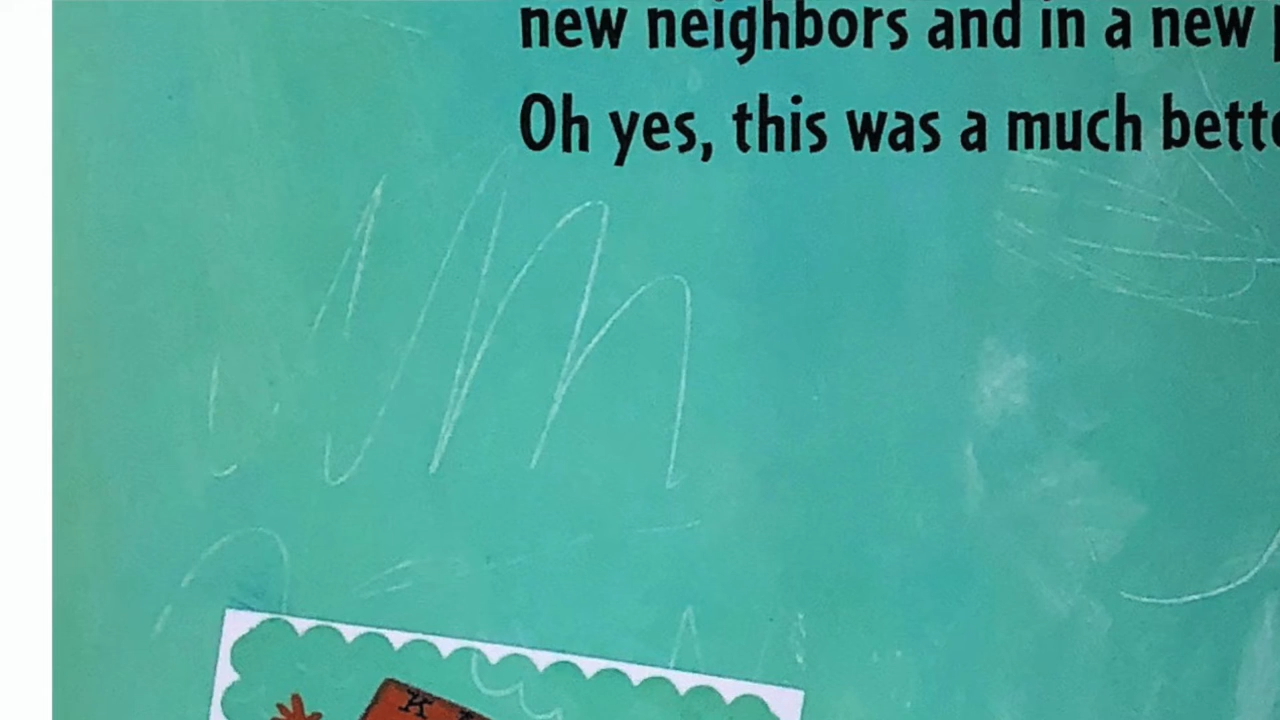 new neighbors and in a new
Oh yes, this was a much
K